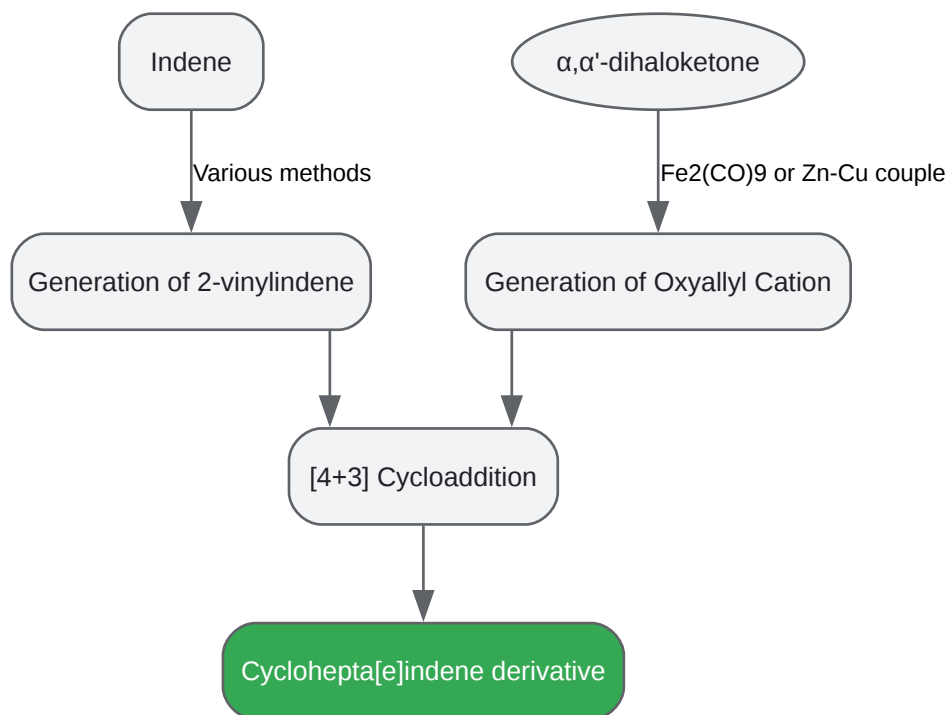 Indene
α,α'-dihaloketone
Various methods
Fe2(CO)9 or Zn-Cu couple
Generation of 2-vinylindene
Generation of Oxyallyl Cation
[4+3] Cycloaddition
Cyclohepta[e]indene derivative